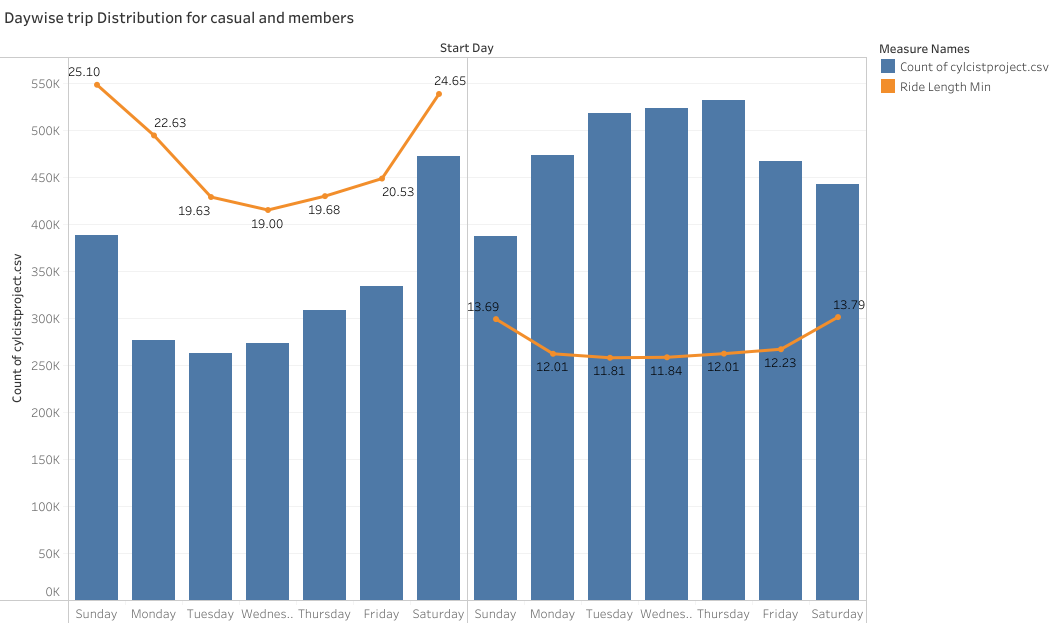 Daywise trip Distribution for casual and members
Start Day
Measure Names
Count of cylcistproject.csv
Ride Length Min
Count of cylcistproject.csv
550K
500K
450K
400K
350K
300K
250K
200K
150K
100K
50K
0K
25.10
22.63
19.63
19.00
19.68
20.53
24.65
13.69
12.01
11.81
11.84
12.01
12.23
13.79
Sunday Monday Tuesday Wednes.. Thursday Friday Saturday Sunday Monday Tuesday Wednes.. Thursday Friday Saturday